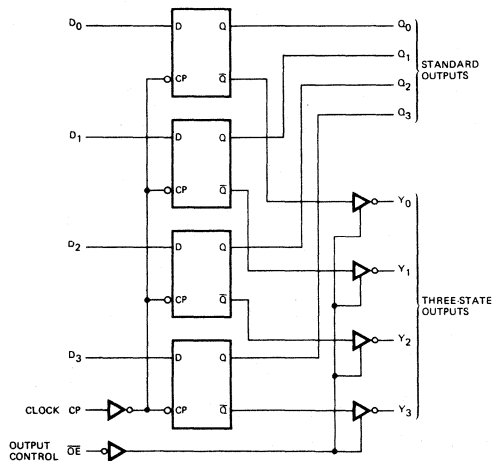 D0 D Q Q0
CP Q̅
Q1
STANDARD OUTPUTS
Q2
Q3
D1 D Q
CP Q̅
Y0
D2 D Q
CP Q̅
Y1
THREE-STATE OUTPUTS
Y2
D3 D Q
CLOCK CP CP Q̅ Y3
OUTPUT CONTROL O̅E̅